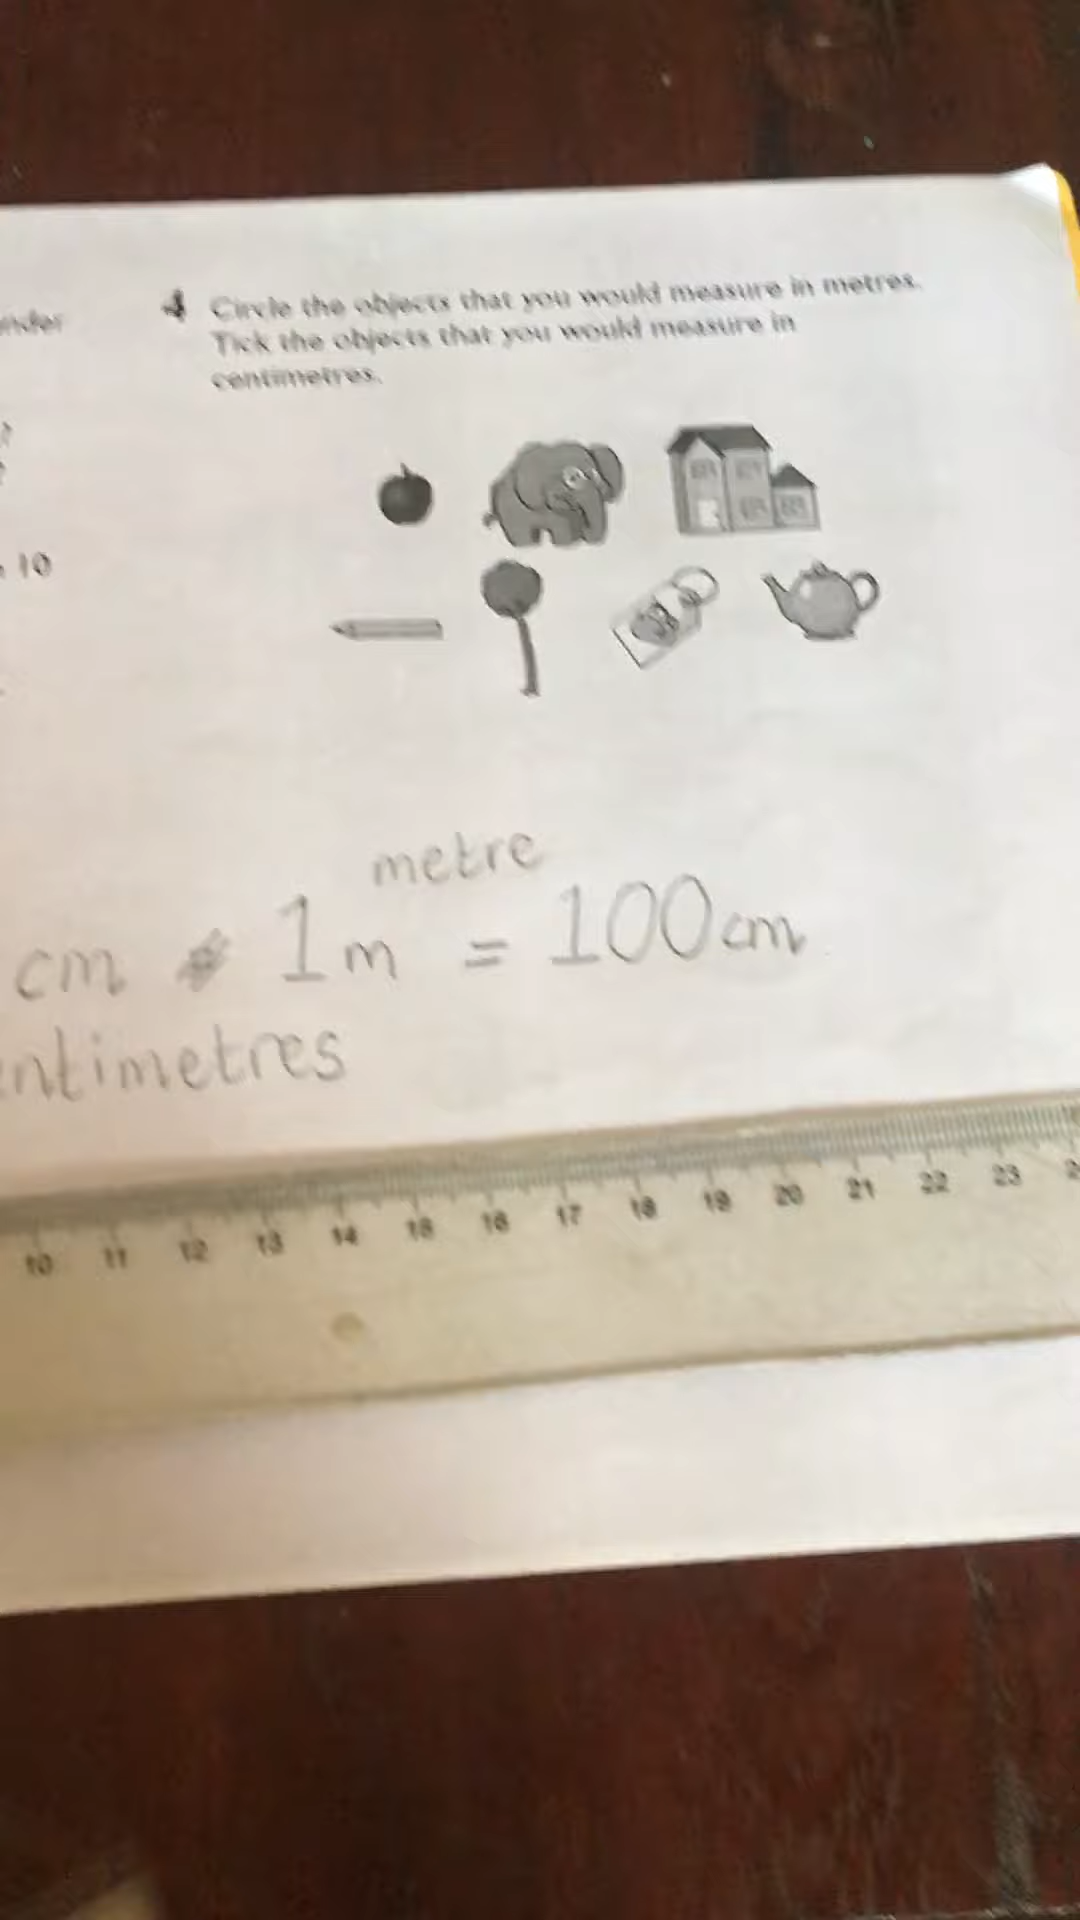 4 Circle the objects that you would measure in metres.
Tick the objects that you would measure in
centimetres.
10
metre
cm 1m = 100cm
entimetres
10 11 12 13 14 15 16 17 18 19 20 21 22 23